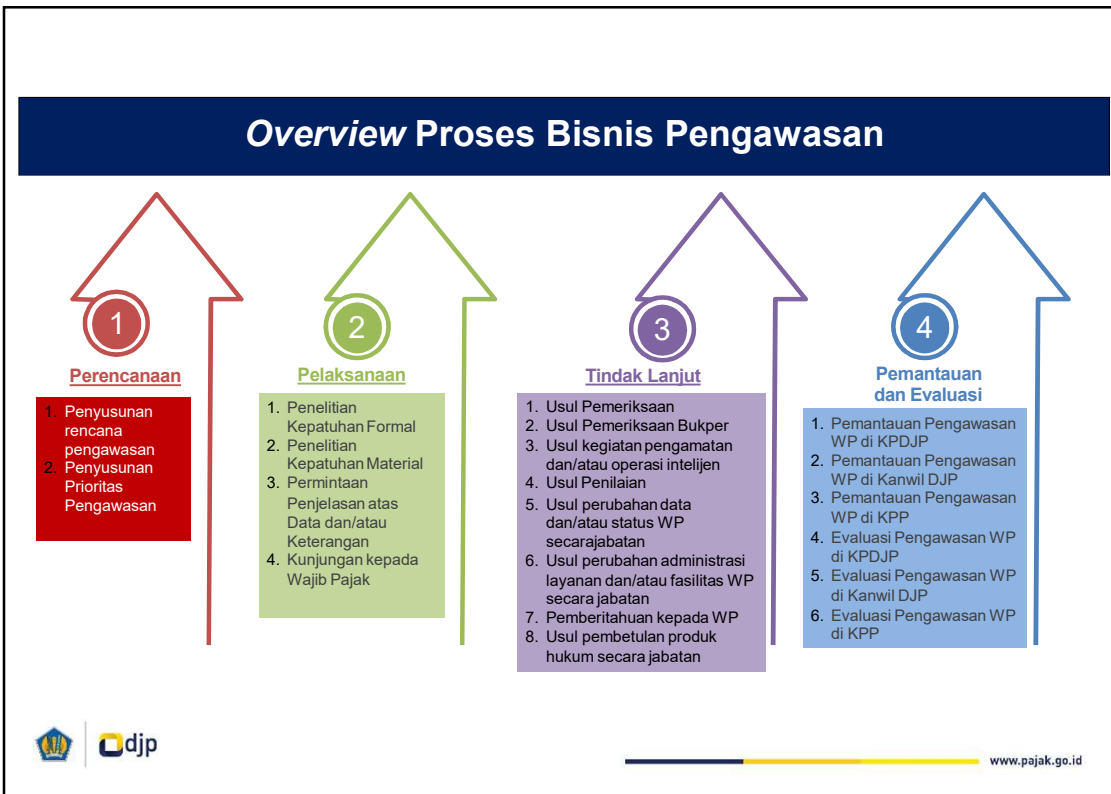 Overview Proses Bisnis Pengawasan
1
Perencanaan
1. Penyusunan
rencana
pengawasan
2. Penyusunan
Prioritas
Pengawasan
2
Pelaksanaan
1. Penelitian
Kepatuhan Formal
2. Penelitian
Kepatuhan Material
3. Permintaan
Penjelasan atas
Data dan/atau
Keterangan
4. Kunjungan kepada
Wajib Pajak
3
Tindak Lanjut
1. Usul Pemeriksaan
2. Usul Pemeriksaan Bukper
3. Usul kegiatan pengamatan
dan/atau operasi intelijen
4. Usul Penilaian
5. Usul perubahan data
dan/atau status WP
secarajabatan
6. Usul perubahan administrasi
layanan dan/atau fasilitas WP
secara jabatan
7. Pemberitahuan kepada WP
8. Usul pembetulan produk
hukum secara jabatan
4
Pemantauan
dan Evaluasi
1. Pemantauan Pengawasan
WP di KPDJP
2. Pemantauan Pengawasan
WP di Kanwil DJP
3. Pemantauan Pengawasan
WP di KPP
4. Evaluasi Pengawasan WP
di KPDJP
5. Evaluasi Pengawasan WP
di Kanwil DJP
6. Evaluasi Pengawasan WP
di KPP
djp
www.pajak.go.id